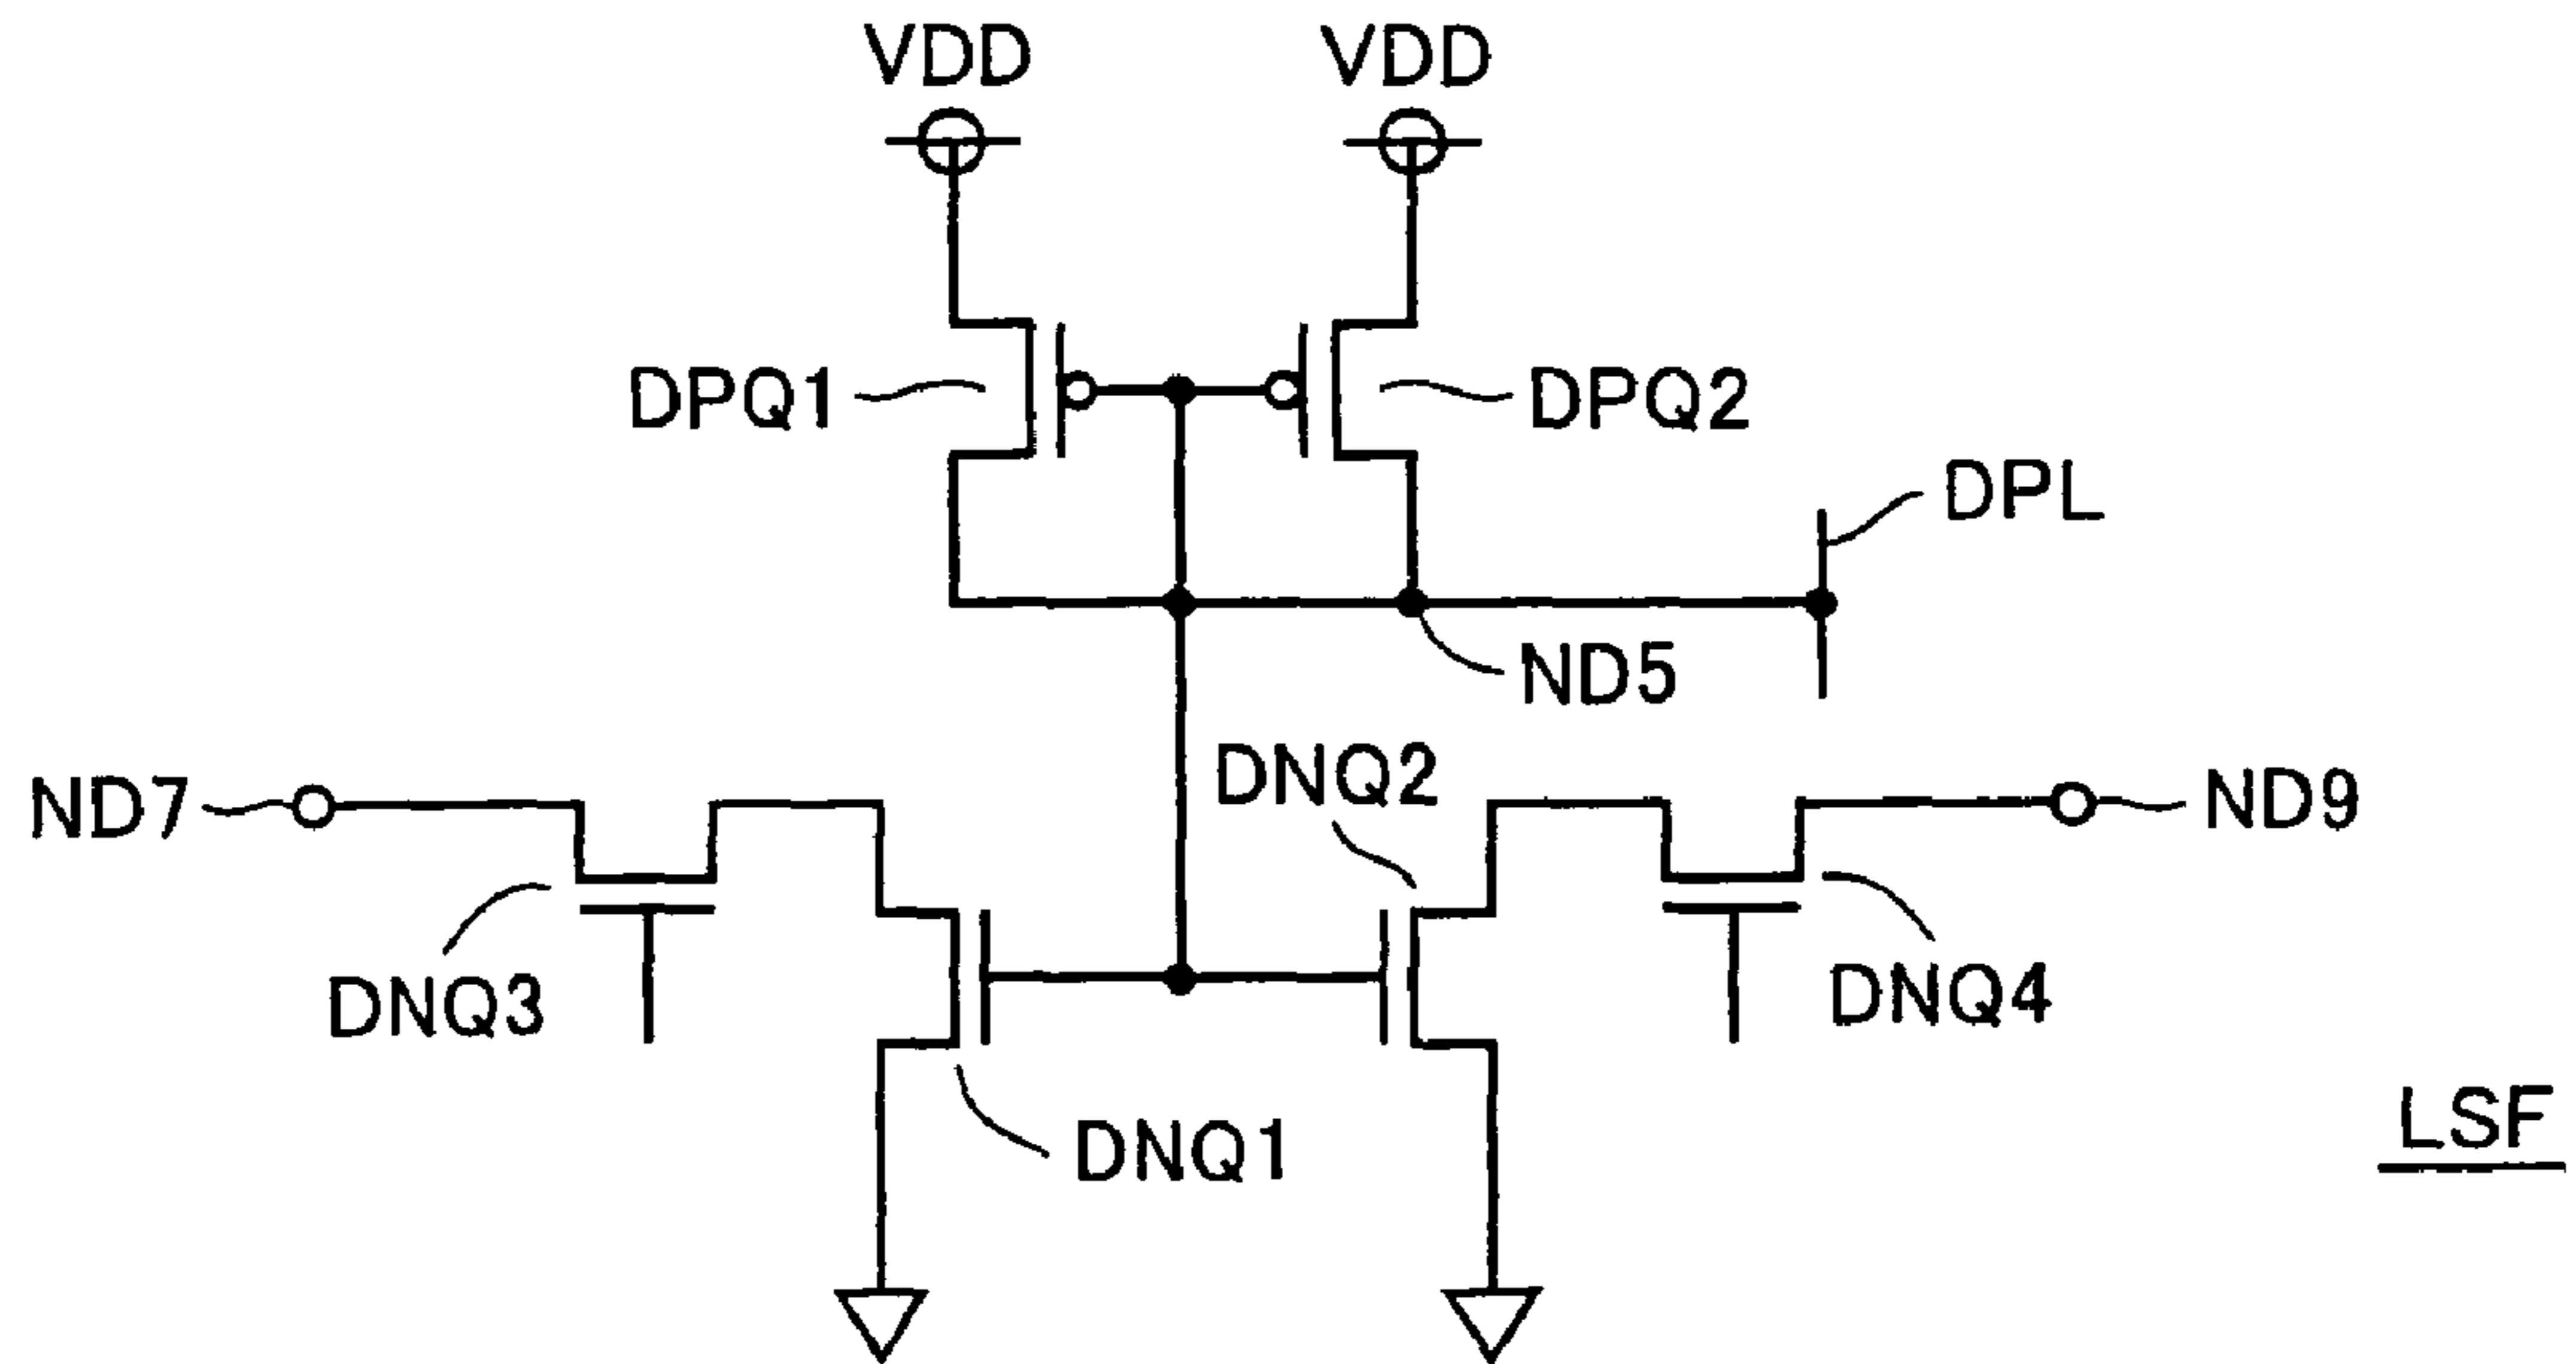 VDD VDD
DPQ1 DPQ2
DPL
ND5
DNQ2
ND7 ND9
DNQ3 DNQ4
DNQ1
LSF